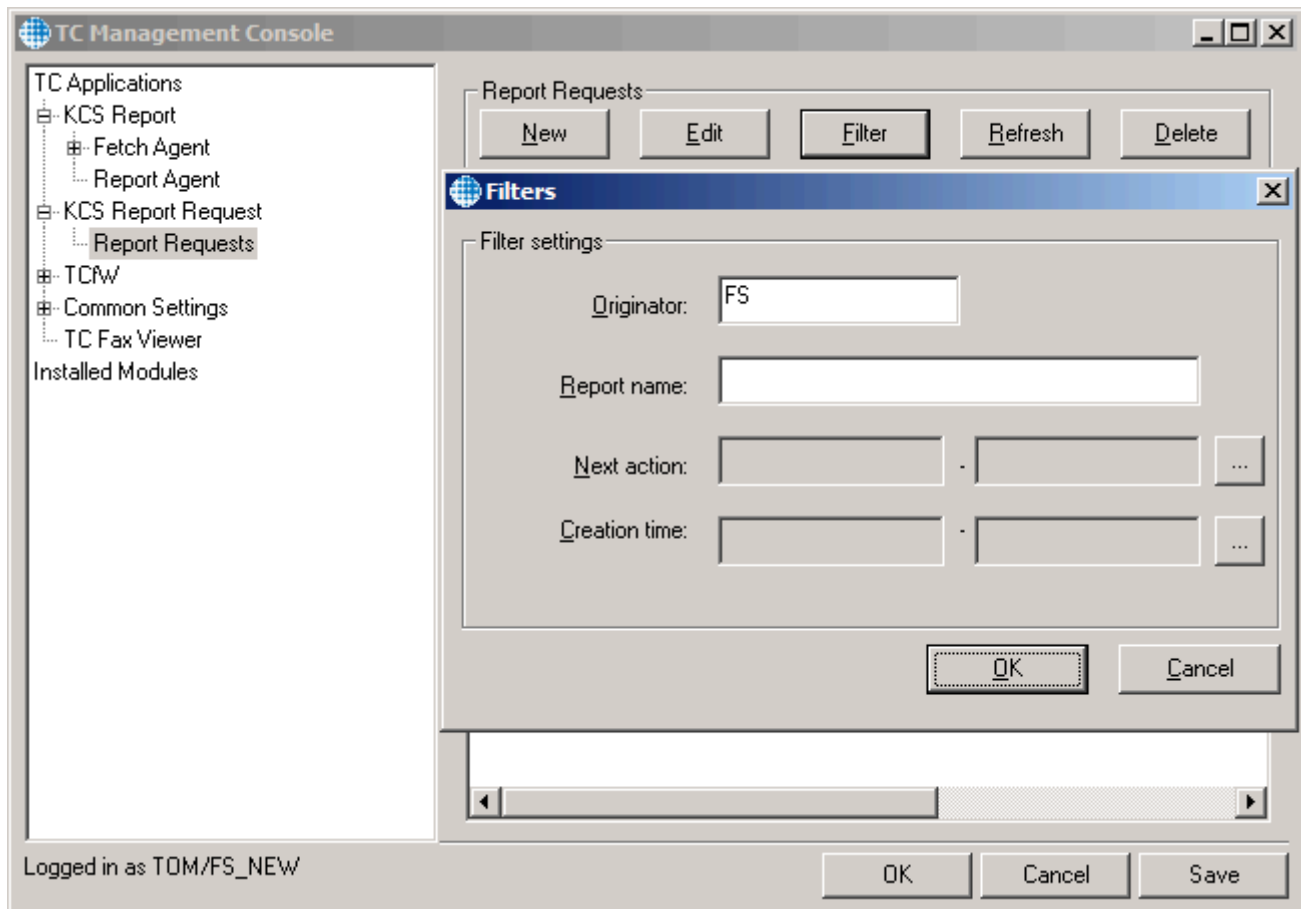 TC Management Console
TC Applications
KCS Report
Fetch Agent
Report Agent
KCS Report Request
Report Requests
TC/W
Common Settings
TC Fax Viewer
Installed Modules
Report Requests
New Edit Filter Refresh Delete
Filters
Filter settings
Originator: FS
Report name:
Next action: - ...
Creation time: - ...
OK Cancel
Logged in as TOM/FS_NEW
OK Cancel Save